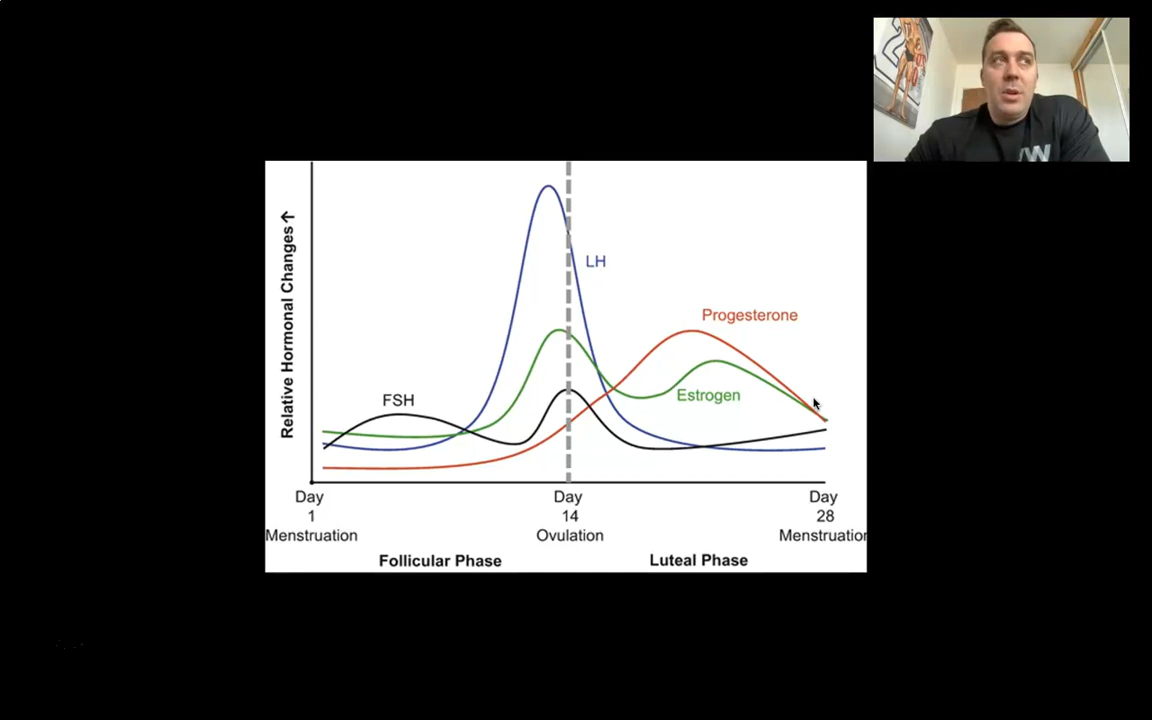 W
Relative Hormonal Changes↑
LH
Progesterone
FSH
Estrogen
Day
1
Menstruation
Day
14
Ovulation
Day
28
Menstruation
Follicular Phase
Luteal Phase